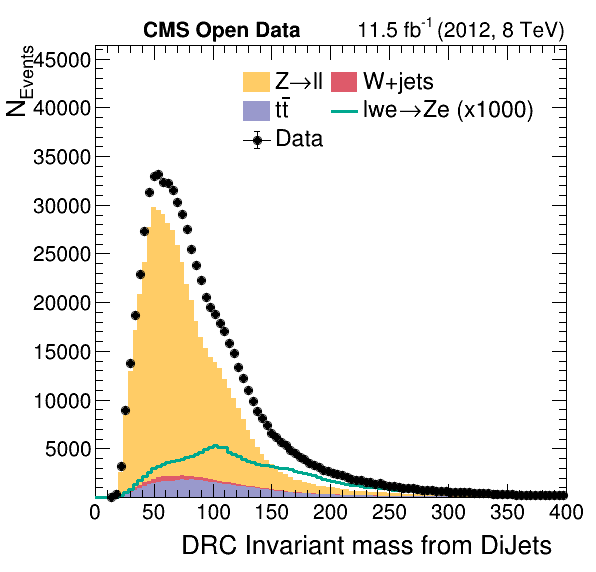 CMS Open Data
11.5 fb⁻¹ (2012, 8 TeV)
N_Events
Z→ll
W+jets
tt̄
lwe→Ze (x1000)
Data
45000
40000
35000
30000
25000
20000
15000
10000
5000
0 50 100 150 200 250 300 350 400
DRC Invariant mass from DiJets